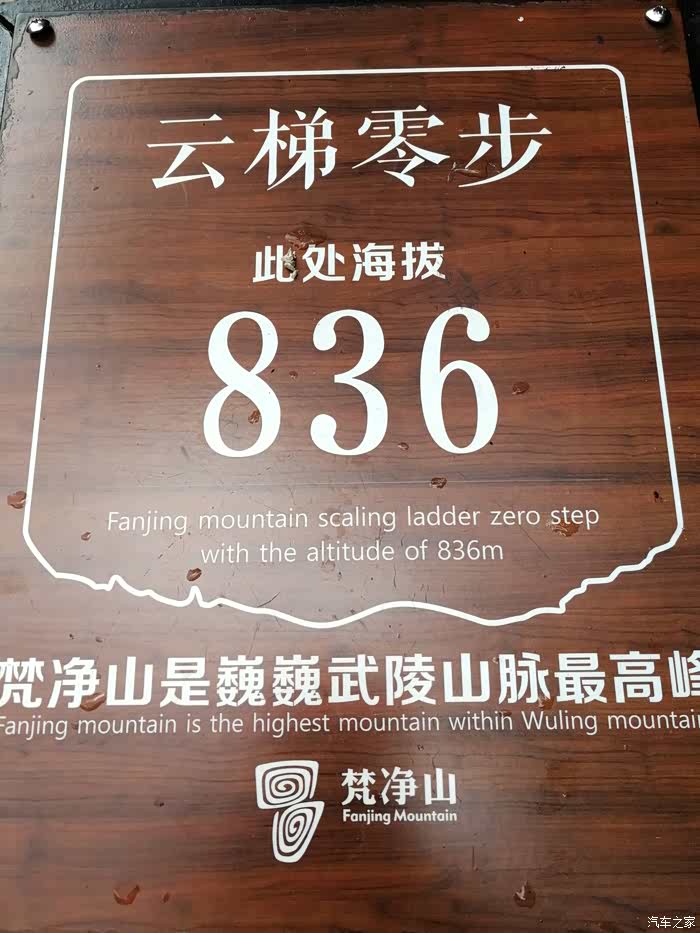 云梯零步
此处海拔
836
Fanjing mountain scaling ladder zero step
with the altitude of 836m
梵净山是巍巍武陵山脉最高峰
Fanjing mountain is the highest mountain within Wuling mountai
梵净山
Fanjing Mountain
汽车之家